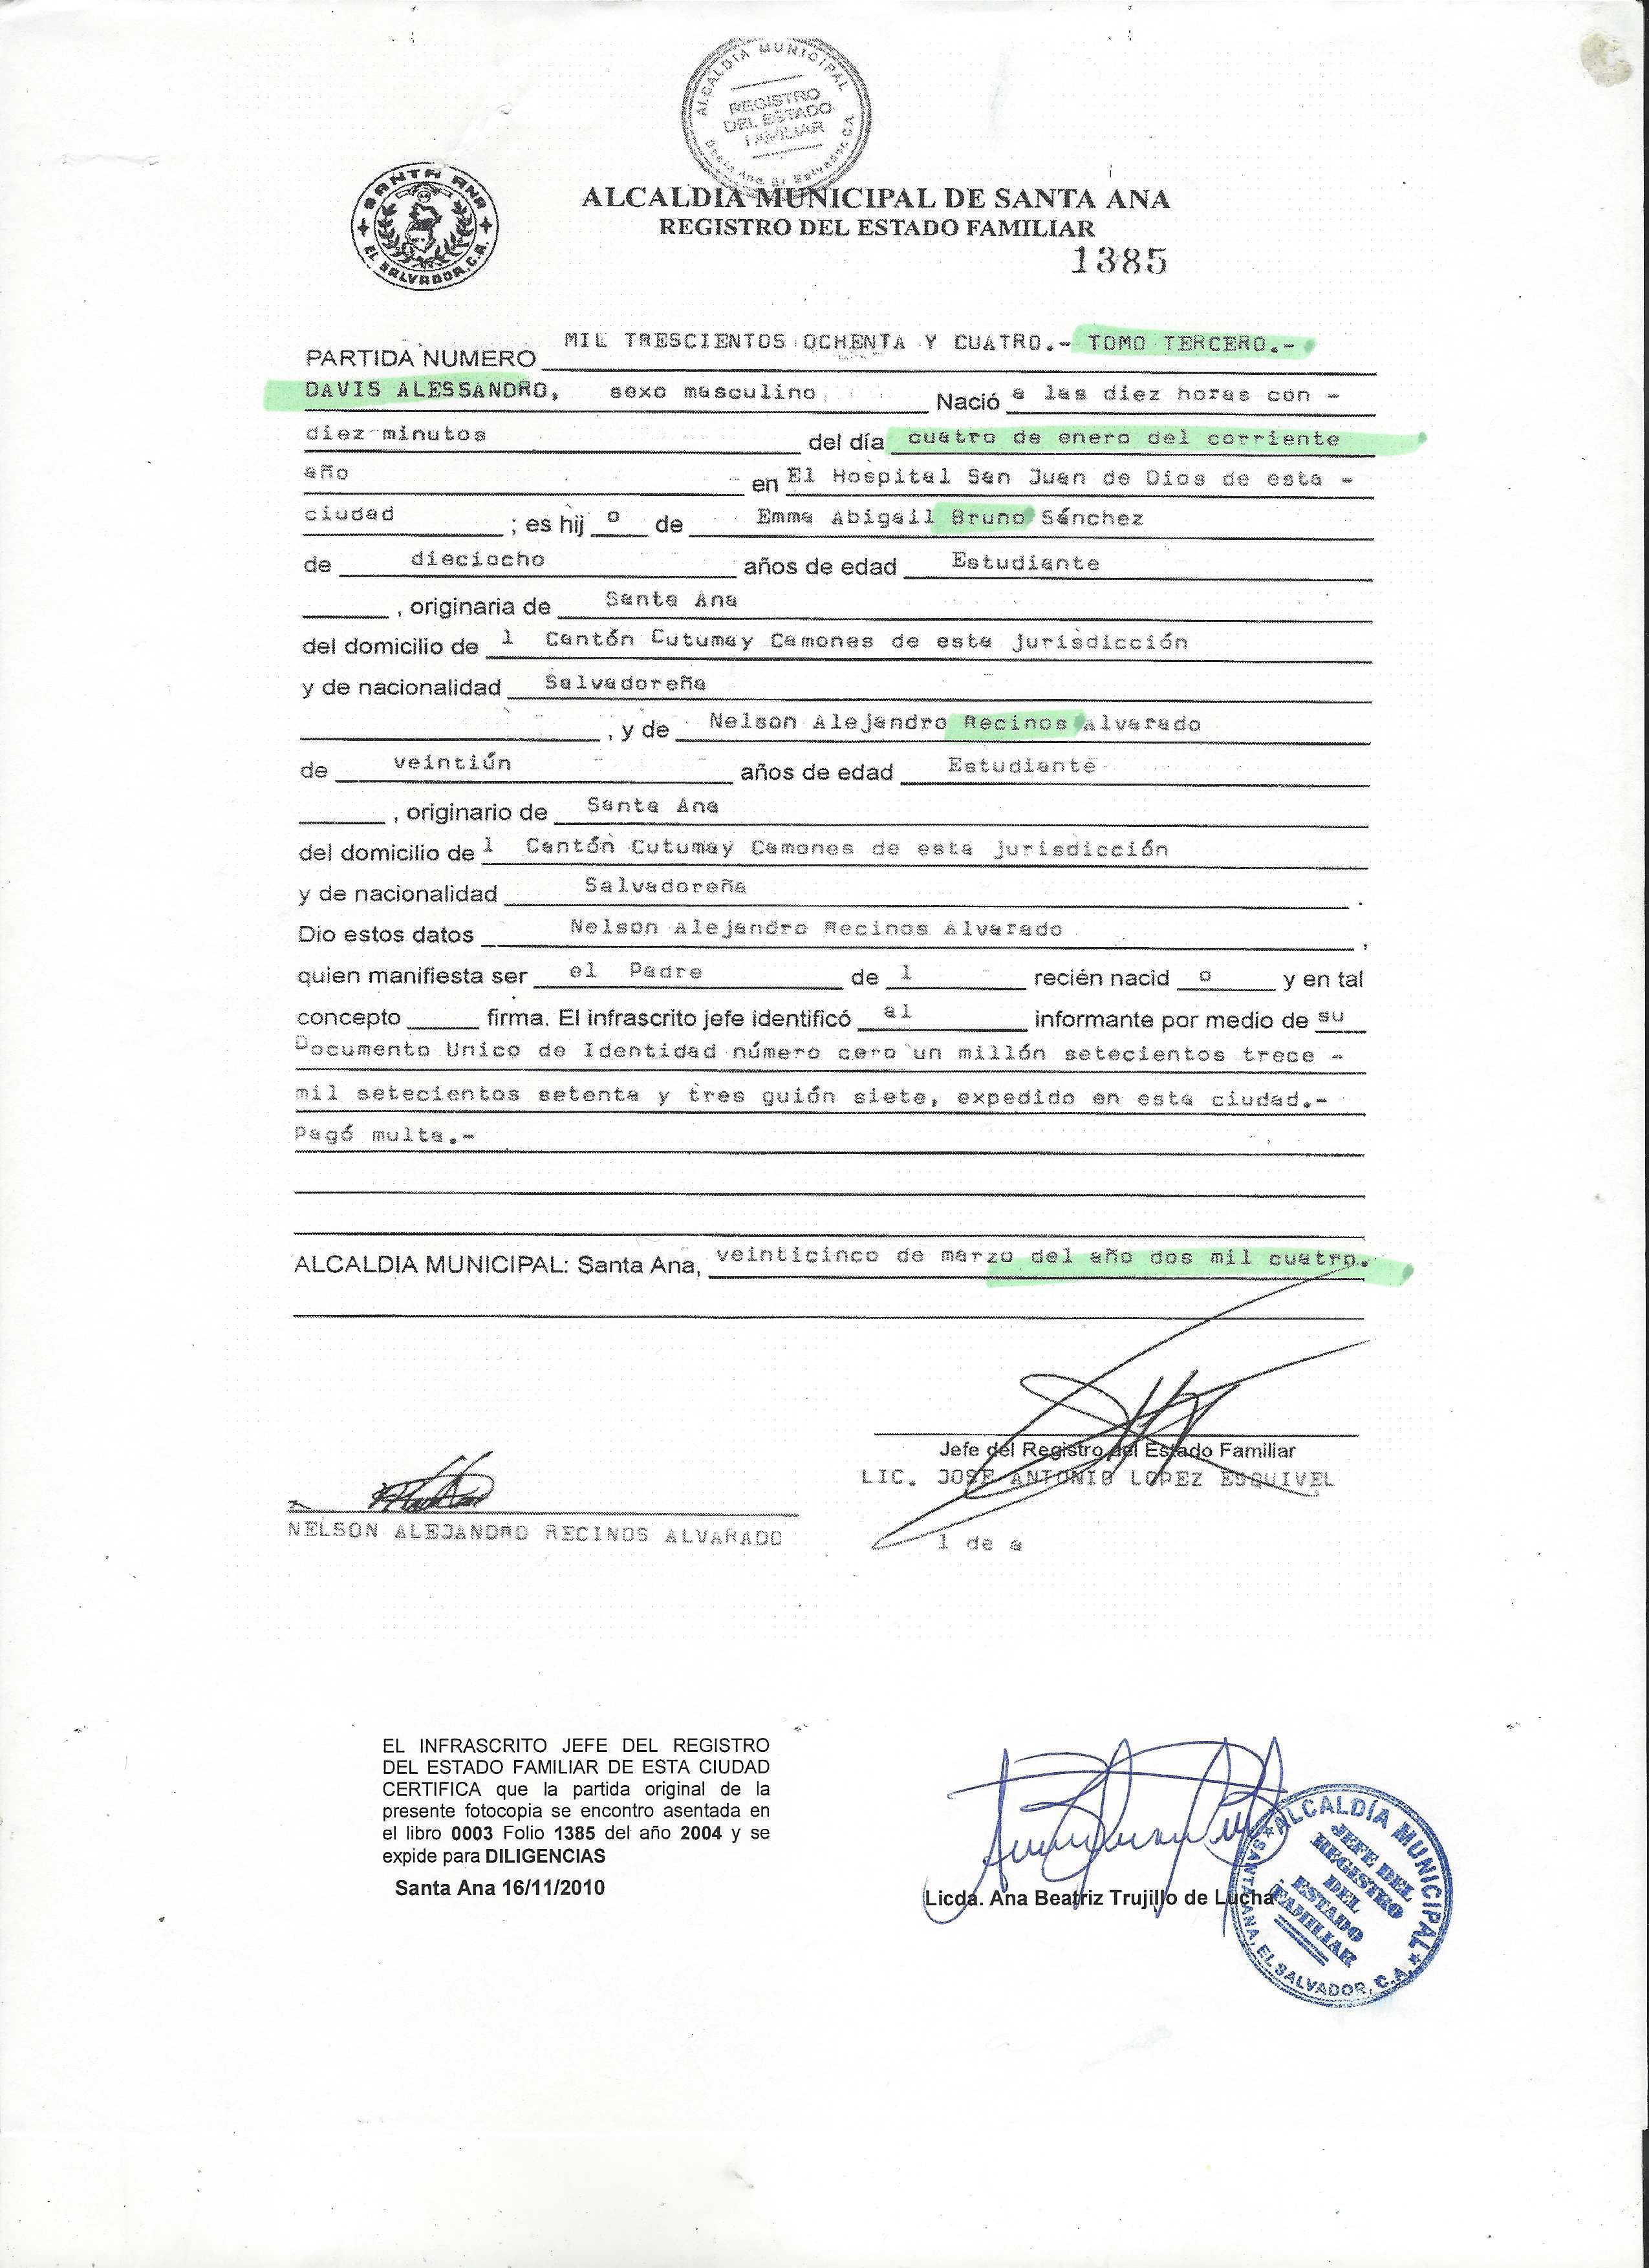 ALCALDIA MUNICIPAL
REGISTRO
DEL ESTADO
FAMILIAR
Santa Ana, El Salvador, C.A.
SANTA ANA
EL SALVADOR, C.A.
ALCALDIA MUNICIPAL DE SANTA ANA
REGISTRO DEL ESTADO FAMILIAR
1385
PARTIDA NUMERO MIL TRESCIENTOS OCHENTA Y CUATRO.- TOMO TERCERO.-
DAVIS ALESSANDRO, sexo masculino Nació a las diez horas con -
diez minutos del día cuatro de enero del corriente
año en El Hospital San Juan de Dios de esta -
ciudad ; es hij o de Emma Abigail Bruno Sánchez
de dieciocho años de edad Estudiante
, originaria de Santa Ana
del domicilio de l Cantón Cutumay Camones de esta jurisdicción
y de nacionalidad Salvadoreña
, y de Nelson Alejandro Recinos Alvarado
de veintiún años de edad Estudiante
, originario de Santa Ana
del domicilio de l Cantón Cutumay Camones de esta jurisdicción
y de nacionalidad Salvadoreña .
Dio estos datos Nelson Alejandro Recinos Alvarado ,
quien manifiesta ser el Padre de l recién nacid o y en tal
concepto firma. El infrascrito jefe identificó al informante por medio de su
Documento Unico de Identidad número cero un millón setecientos trece -
mil setecientos setenta y tres guión siete, expedido en esta ciudad.-
Pagó multa.-
ALCALDIA MUNICIPAL: Santa Ana, veinticinco de marzo del año dos mil cuatro.
Jefe del Registro del Estado Familiar
LIC. JOSE ANTONIO LOPEZ ESQUIVEL
NELSON ALEJANDRO RECINOS ALVARADO
l de a
EL INFRASCRITO JEFE DEL REGISTRO
DEL ESTADO FAMILIAR DE ESTA CIUDAD
CERTIFICA que la partida original de la
presente fotocopia se encontro asentada en
el libro 0003 Folio 1385 del año 2004 y se
expide para DILIGENCIAS
Santa Ana 16/11/2010
Licda. Ana Beatriz Trujillo de Lucha
ALCALDÍA MUNICIPAL
JEFE DEL
REGISTRO
DEL
ESTADO
FAMILIAR
SANTA ANA, EL SALVADOR, C.A.